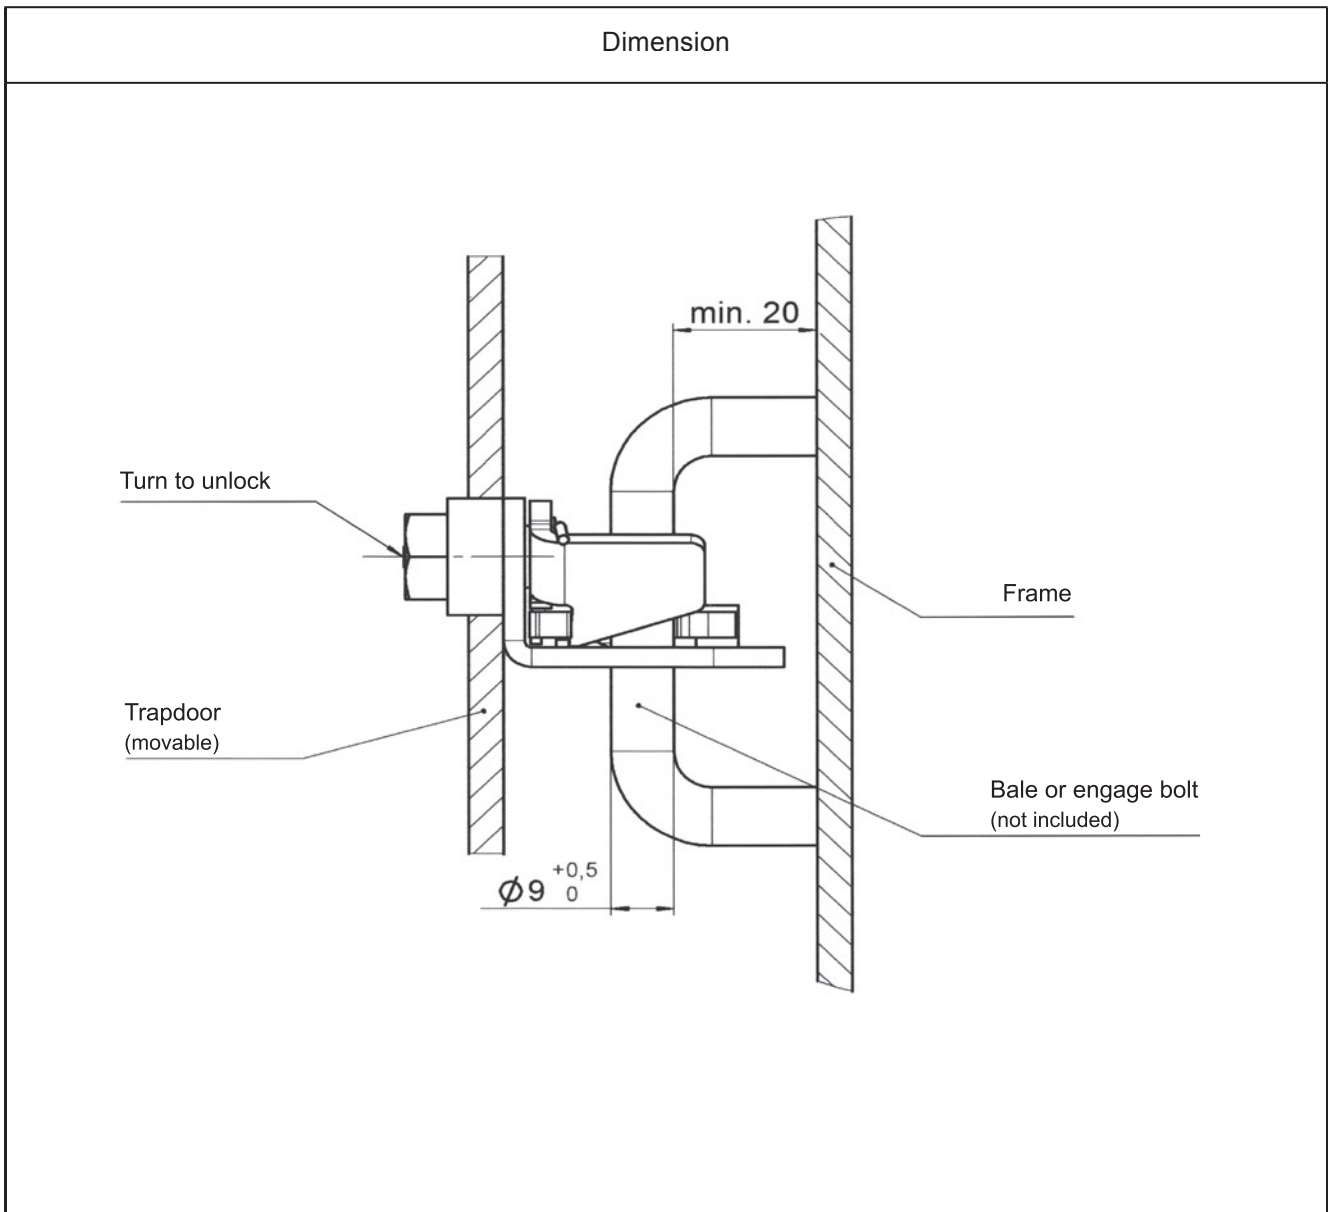 Dimension
min. 20
Turn to unlock
Frame
Trapdoor
(movable)
Bale or engage bolt
(not included)
Ø9 +0,5
0